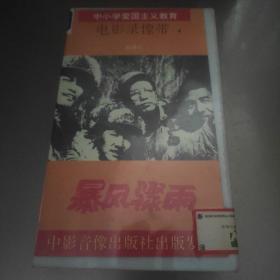 中小学爱国主义教育
电影录像带
暴风骤雨
中影音像出版社出版发